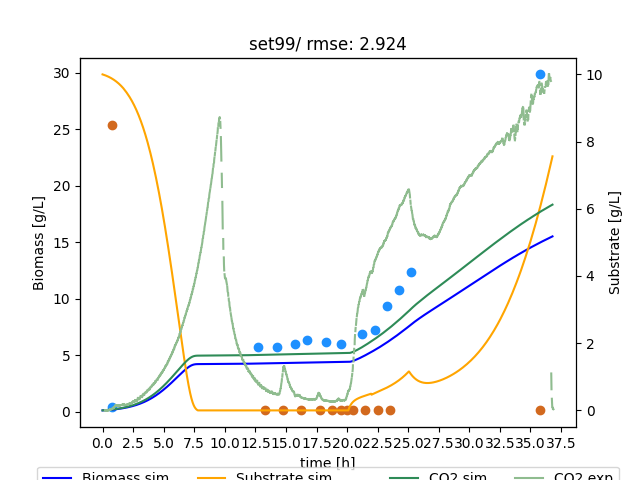 set99/ rmse: 2.924
30
25
20
15
10
5
0
Biomass [g/L]
10
8
6
4
2
0
Substrate [g/L]
0.0 2.5 5.0 7.5 10.0 12.5 15.0 17.5 20.0 22.5 25.0 27.5 30.0 32.5 35.0 37.5
time [h]
Biomass sim Substrate sim CO2 sim CO2 exp